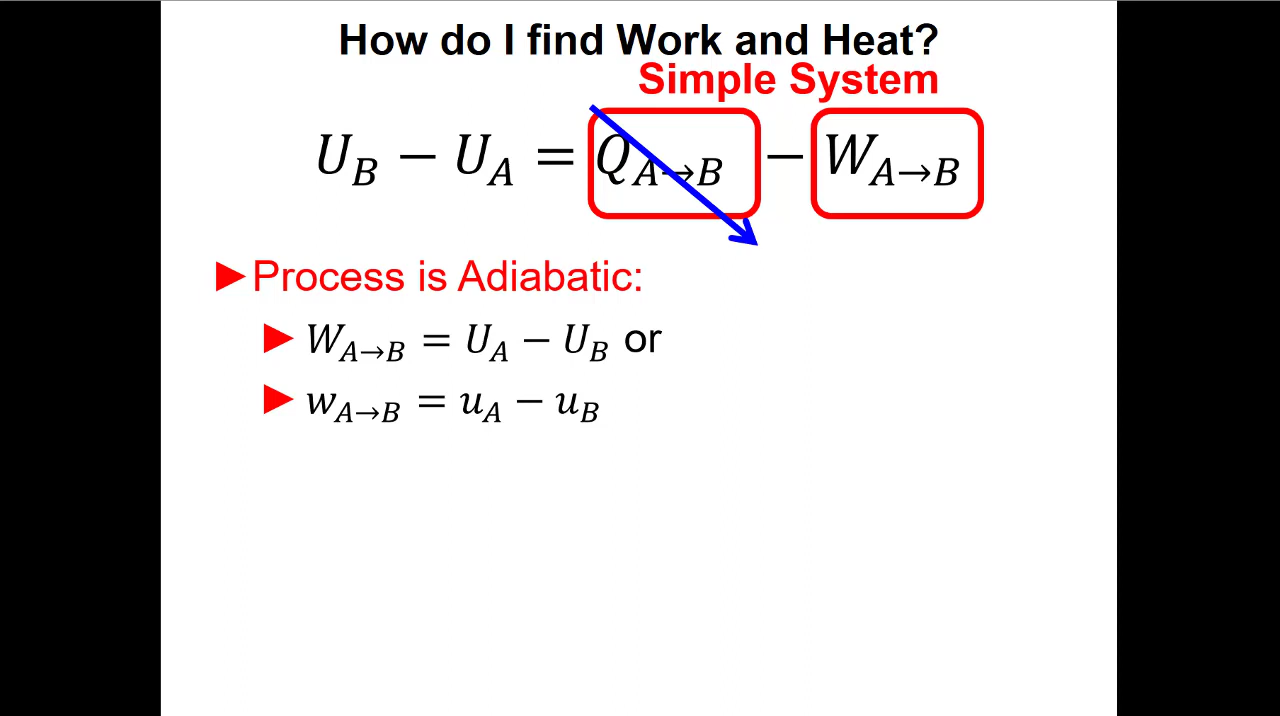 How do I find Work and Heat?
Simple System
U_B − U_A = Q_{A→B} − W_{A→B}
►Process is Adiabatic:
► W_{A→B} = U_A − U_B or
► w_{A→B} = u_A − u_B